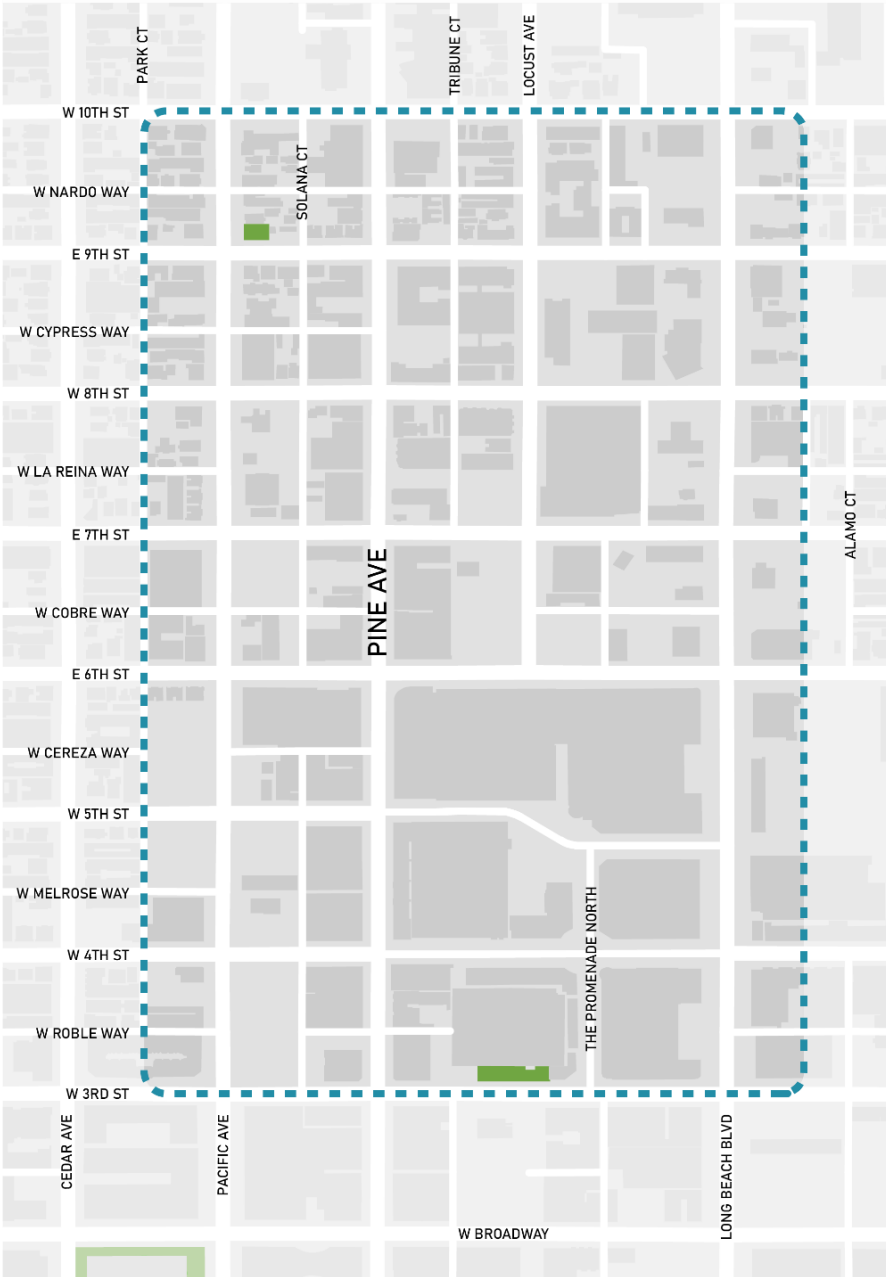 PARK CT
TRIBUNE CT
LOCUST AVE
W 10TH ST
SOLANA CT
W NARDO WAY
E 9TH ST
W CYPRESS WAY
W 8TH ST
W LA REINA WAY
ALAMO CT
E 7TH ST
PINE AVE
W COBRE WAY
E 6TH ST
W CEREZA WAY
W 5TH ST
W MELROSE WAY
THE PROMENADE NORTH
W 4TH ST
W ROBLE WAY
W 3RD ST
CEDAR AVE
PACIFIC AVE
LONG BEACH BLVD
W BROADWAY